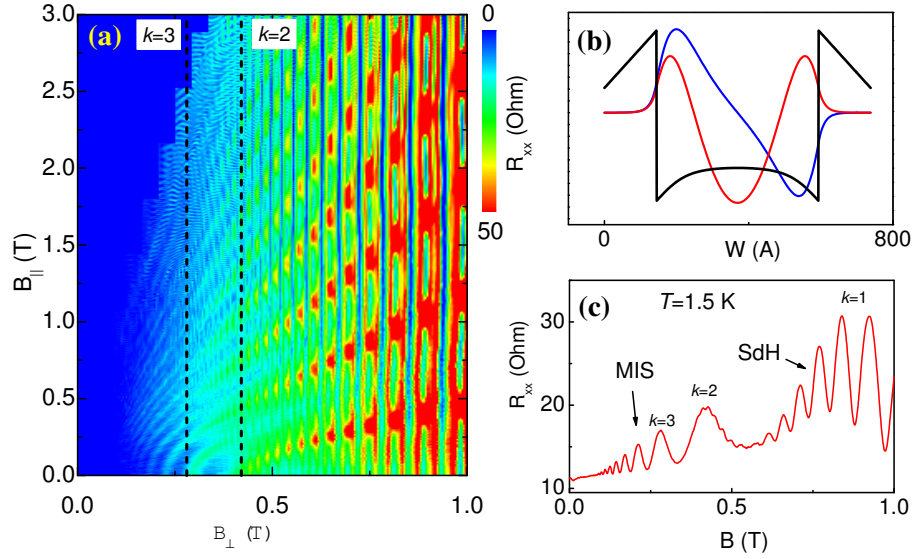 (a)
k=3
k=2
3.0
2.5
2.0
1.5
1.0
0.5
0.0
B∥ (T)
0.0
0.5
1.0
B⊥ (T)
0
50
Rxx (Ohm)
(b)
0
800
W (A)
(c)
T=1.5 K
k=1
SdH
MIS
k=2
k=3
30
20
10
Rxx (Ohm)
0.0
0.5
1.0
B (T)